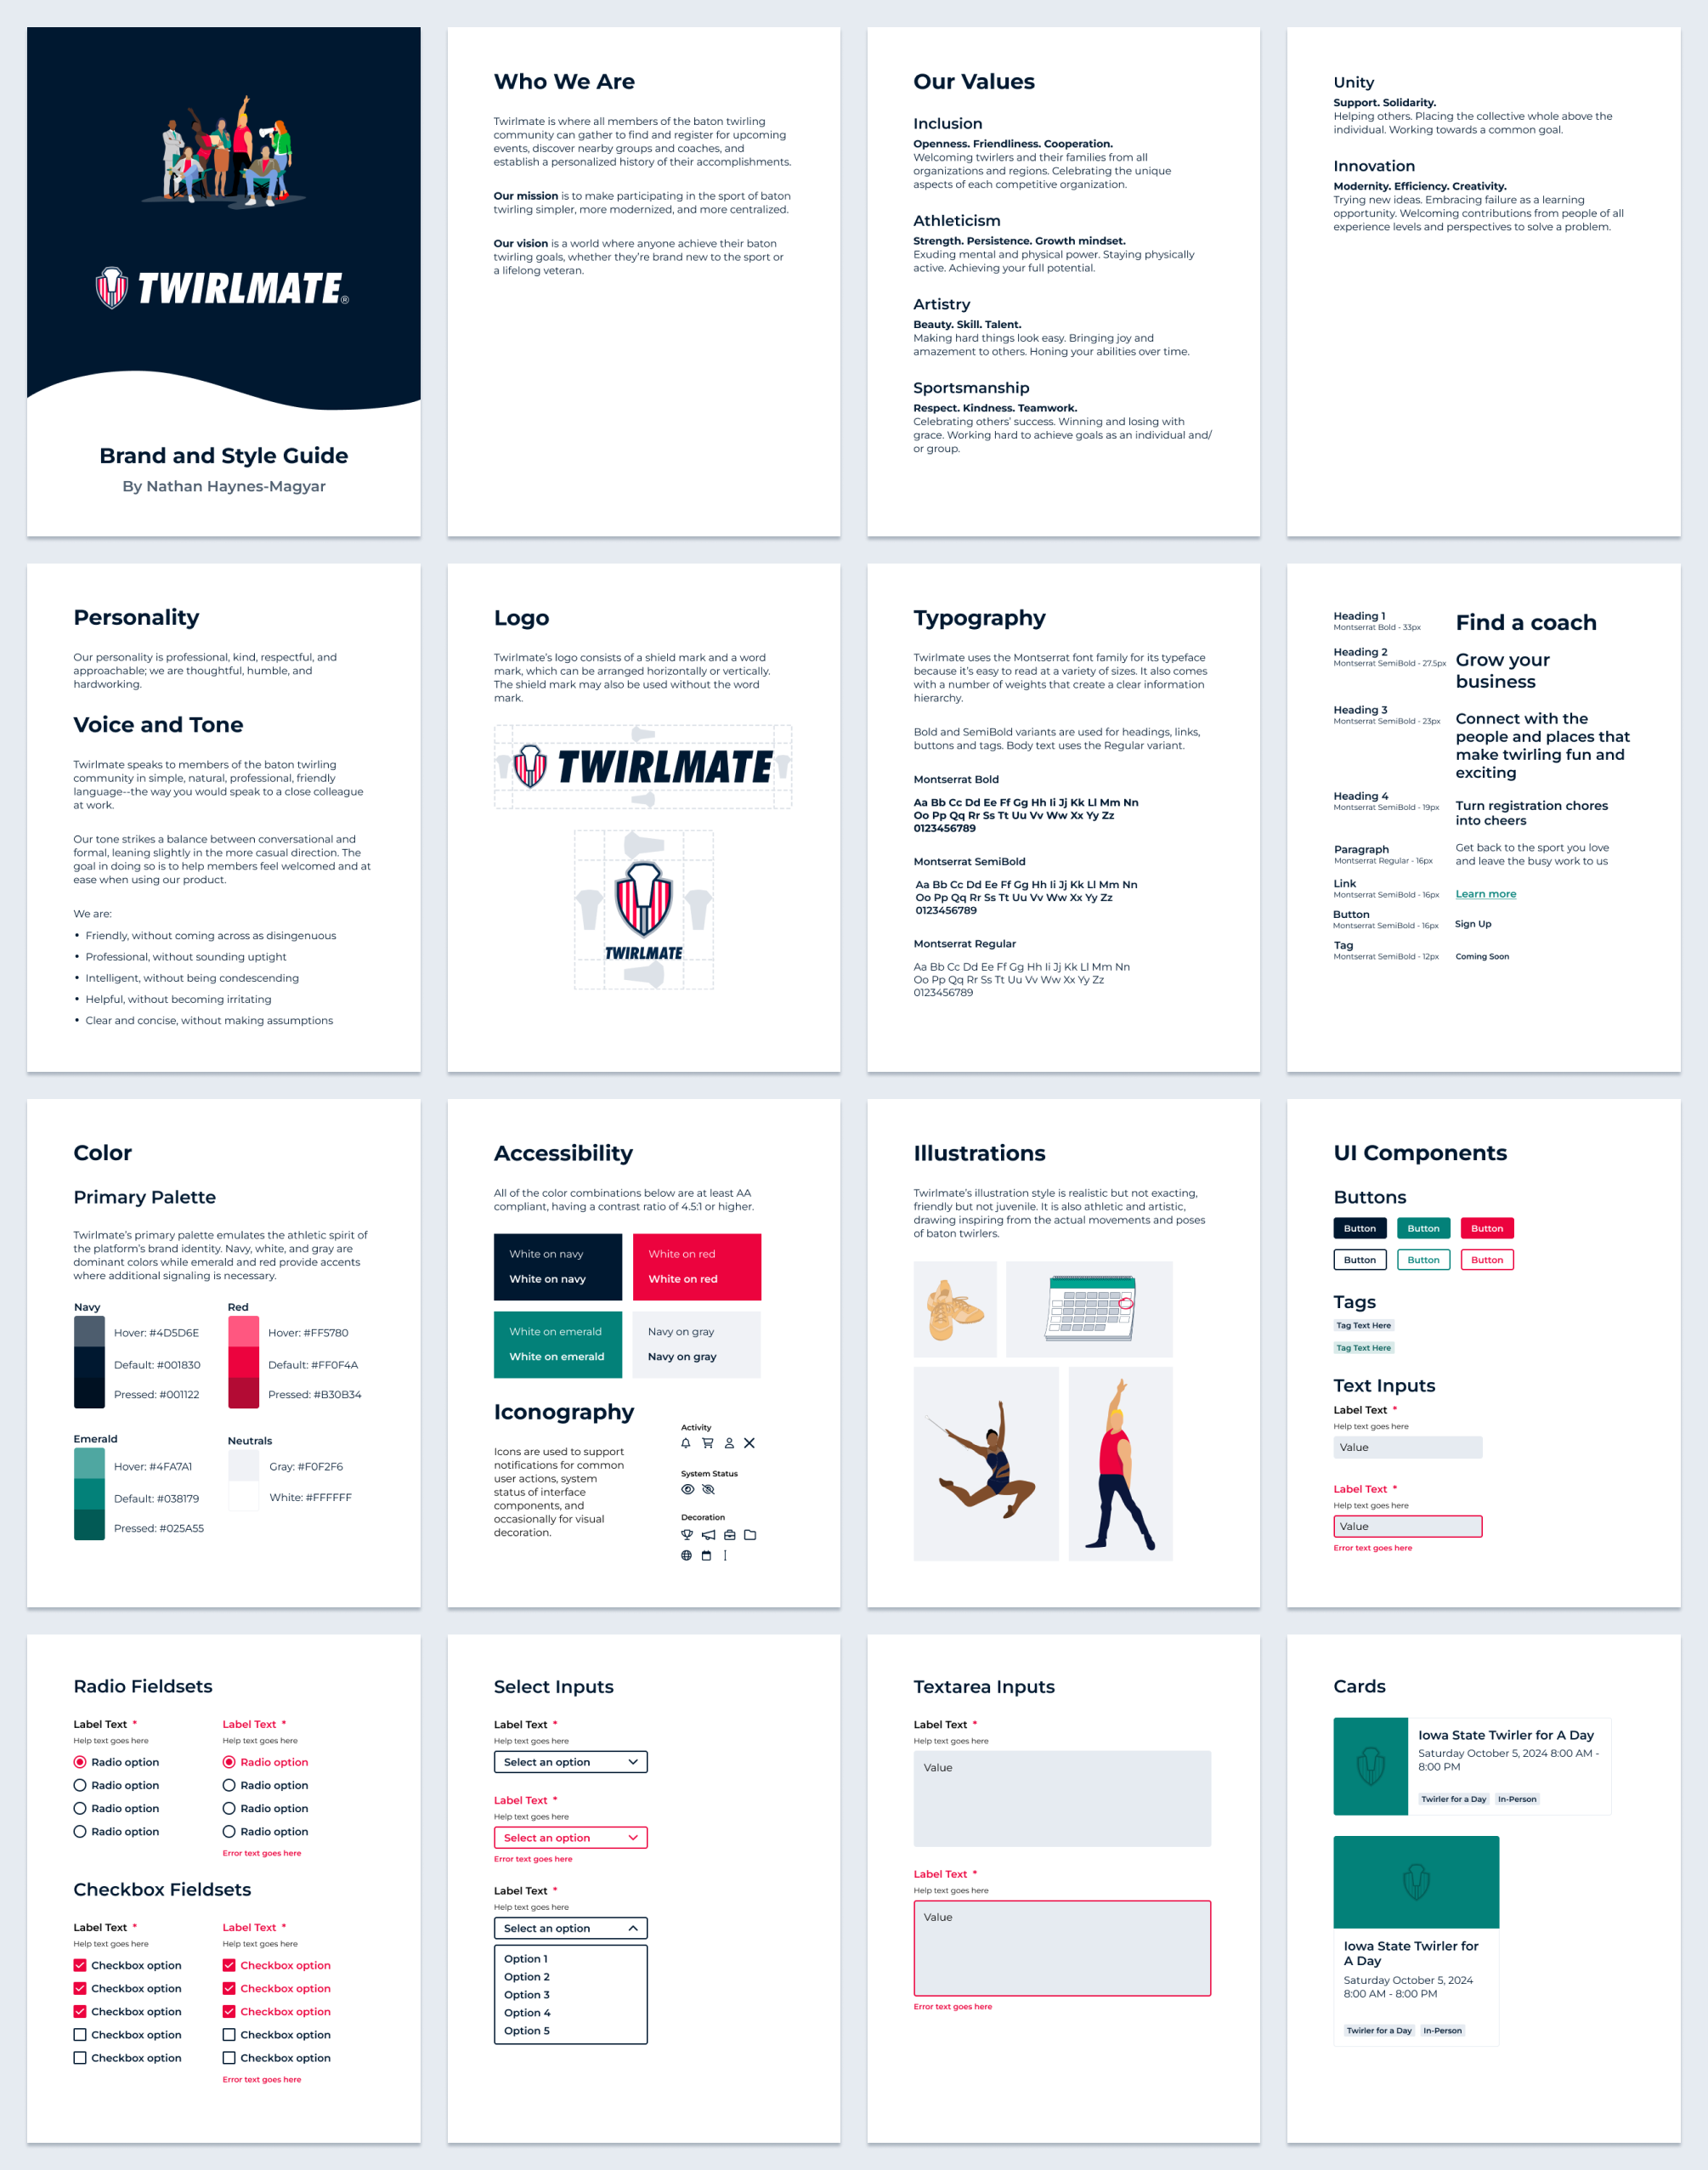 TWIRLMATE®
Brand and Style Guide
By Nathan Haynes-Magyar
Who We Are
Twirlmate is where all members of the baton twirling
community can gather to find and register for upcoming
events, discover nearby groups and coaches, and
establish a personalized history of their accomplishments.
Our mission is to make participating in the sport of baton
twirling simpler, more modernized, and more centralized.
Our vision is a world where anyone achieve their baton
twirling goals, whether they're brand new to the sport or
a lifelong veteran.
Our Values
Inclusion
Openness. Friendliness. Cooperation.
Welcoming twirlers and their families from all
organizations and regions. Celebrating the unique
aspects of each competitive organization.
Athleticism
Strength. Persistence. Growth mindset.
Exuding mental and physical power. Staying physically
active. Achieving your full potential.
Artistry
Beauty. Skill. Talent.
Making hard things look easy. Bringing joy and
amazement to others. Honing your abilities over time.
Sportsmanship
Respect. Kindness. Teamwork.
Celebrating others' success. Winning and losing with
grace. Working hard to achieve goals as an individual and/
or group.
Unity
Support. Solidarity.
Helping others. Placing the collective whole above the
individual. Working towards a common goal.
Innovation
Modernity. Efficiency. Creativity.
Trying new ideas. Embracing failure as a learning
opportunity. Welcoming contributions from people of all
experience levels and perspectives to solve a problem.
Personality
Our personality is professional, kind, respectful, and
approachable; we are thoughtful, humble, and
hardworking.
Voice and Tone
Twirlmate speaks to members of the baton twirling
community in simple, natural, professional, friendly
language--the way you would speak to a close colleague
at work.
Our tone strikes a balance between conversational and
formal, leaning slightly in the more casual direction. The
goal in doing so is to help members feel welcomed and at
ease when using our product.
We are:
• Friendly, without coming across as disingenuous
• Professional, without sounding uptight
• Intelligent, without being condescending
• Helpful, without becoming irritating
• Clear and concise, without making assumptions
Logo
Twirlmate's logo consists of a shield mark and a word
mark, which can be arranged horizontally or vertically.
The shield mark may also be used without the word
mark.
TWIRLMATE
TWIRLMATE
Typography
Twirlmate uses the Montserrat font family for its typeface
because it's easy to read at a variety of sizes. It also comes
with a number of weights that create a clear information
hierarchy.
Bold and SemiBold variants are used for headings, links,
buttons and tags. Body text uses the Regular variant.
Montserrat Bold
Aa Bb Cc Dd Ee Ff Gg Hh Ii Jj Kk Ll Mm Nn
Oo Pp Qq Rr Ss Tt Uu Vv Ww Xx Yy Zz
0123456789
Montserrat SemiBold
Aa Bb Cc Dd Ee Ff Gg Hh Ii Jj Kk Ll Mm Nn
Oo Pp Qq Rr Ss Tt Uu Vv Ww Xx Yy Zz
0123456789
Montserrat Regular
Aa Bb Cc Dd Ee Ff Gg Hh Ii Jj Kk Ll Mm Nn
Oo Pp Qq Rr Ss Tt Uu Vv Ww Xx Yy Zz
0123456789
Heading 1
Montserrat Bold - 33px
Find a coach
Heading 2
Montserrat SemiBold - 27.5px
Grow your
business
Heading 3
Montserrat SemiBold - 23px
Connect with the
people and places that
make twirling fun and
exciting
Heading 4
Montserrat SemiBold - 19px
Turn registration chores
into cheers
Paragraph
Montserrat Regular - 16px
Get back to the sport you love
and leave the busy work to us
Link
Montserrat SemiBold - 16px
Learn more
Button
Montserrat SemiBold - 16px
Sign Up
Tag
Montserrat SemiBold - 12px
Coming Soon
Color
Primary Palette
Twirlmate's primary palette emulates the athletic spirit of
the platform's brand identity. Navy, white, and gray are
dominant colors while emerald and red provide accents
where additional signaling is necessary.
Navy
Hover: #4D5D6E
Default: #001830
Pressed: #001122
Red
Hover: #FF5780
Default: #FF0F4A
Pressed: #B30B34
Emerald
Hover: #4FA7A1
Default: #038179
Pressed: #025A55
Neutrals
Gray: #F0F2F6
White: #FFFFFF
Accessibility
All of the color combinations below are at least AA
compliant, having a contrast ratio of 4.5:1 or higher.
White on navy
White on navy
White on red
White on red
White on emerald
White on emerald
Navy on gray
Navy on gray
Iconography
Icons are used to support
notifications for common
user actions, system
status of interface
components, and
occasionally for visual
decoration.
Activity
System Status
Decoration
Illustrations
Twirlmate's illustration style is realistic but not exacting,
friendly but not juvenile. It is also athletic and artistic,
drawing inspiring from the actual movements and poses
of baton twirlers.
UI Components
Buttons
Button Button Button
Button Button Button
Tags
Tag Text Here
Tag Text Here
Text Inputs
Label Text *
Help text goes here
Value
Label Text *
Help text goes here
Value
Error text goes here
Radio Fieldsets
Label Text *
Help text goes here
Radio option
Radio option
Radio option
Radio option
Label Text *
Help text goes here
Radio option
Radio option
Radio option
Radio option
Error text goes here
Checkbox Fieldsets
Label Text *
Help text goes here
Checkbox option
Checkbox option
Checkbox option
Checkbox option
Checkbox option
Label Text *
Help text goes here
Checkbox option
Checkbox option
Checkbox option
Checkbox option
Checkbox option
Error text goes here
Select Inputs
Label Text *
Help text goes here
Select an option
Label Text *
Help text goes here
Select an option
Error text goes here
Label Text *
Help text goes here
Select an option
Option 1
Option 2
Option 3
Option 4
Option 5
Textarea Inputs
Label Text *
Help text goes here
Value
Label Text *
Help text goes here
Value
Error text goes here
Cards
Iowa State Twirler for A Day
Saturday October 5, 2024 8:00 AM -
8:00 PM
Twirler for a Day In-Person
Iowa State Twirler for
A Day
Saturday October 5, 2024
8:00 AM - 8:00 PM
Twirler for a Day In-Person